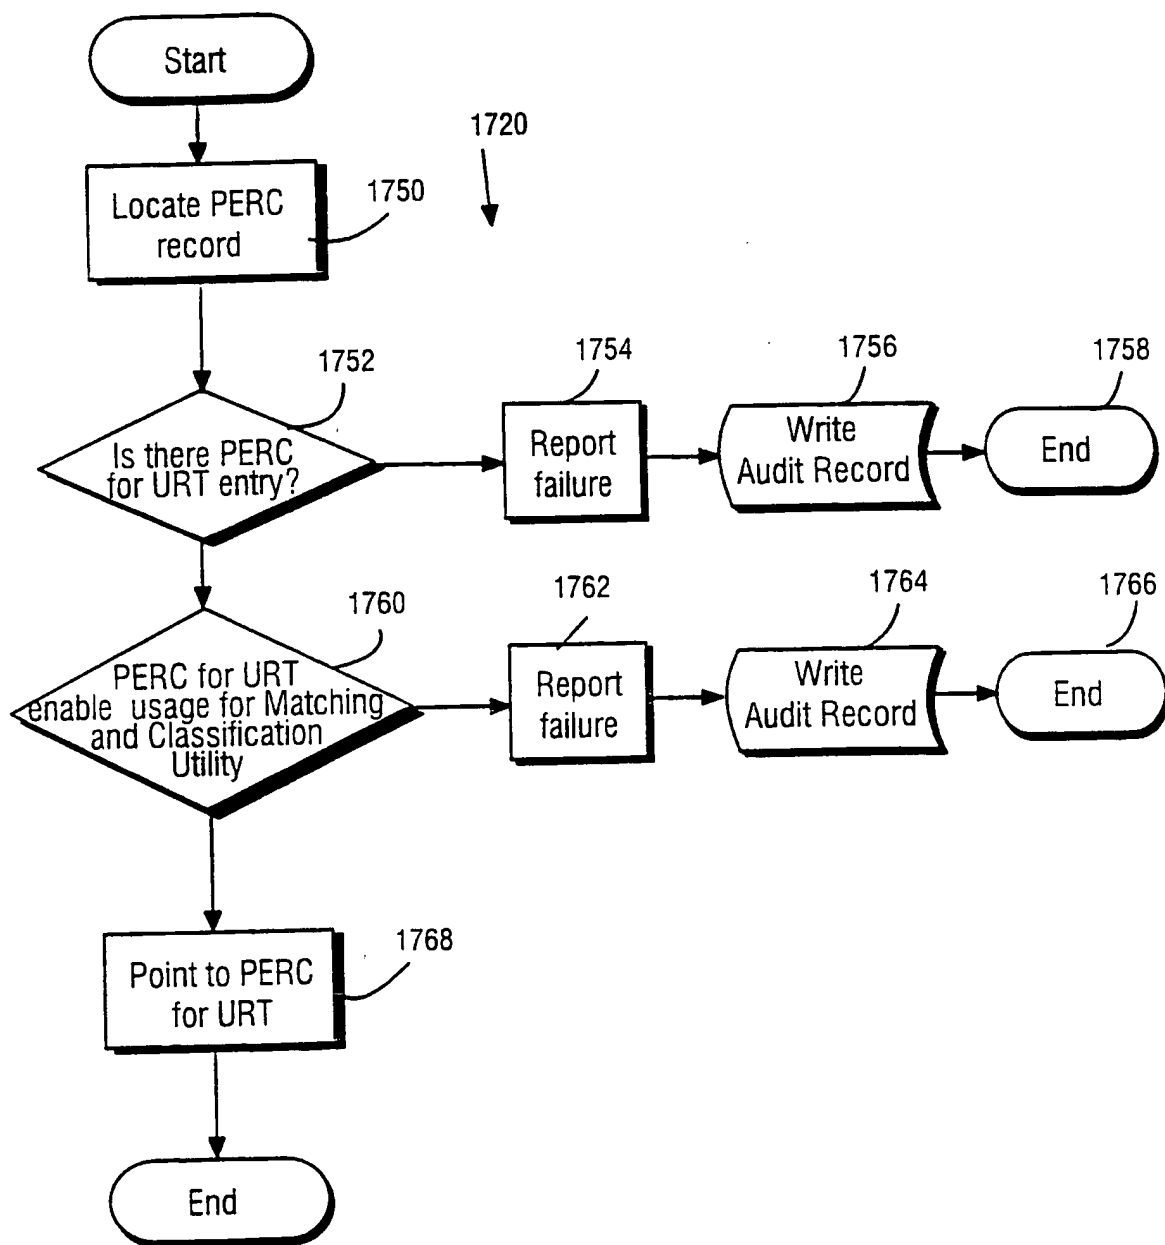 Start
1720
Locate PERC
record
1750
1752
Is there PERC
for URT entry?
1754
Report
failure
1756
Write
Audit Record
1758
End
1760
PERC for URT
enable usage for Matching
and Classification
Utility
1762
Report
failure
1764
Write
Audit Record
1766
End
1768
Point to PERC
for URT
End